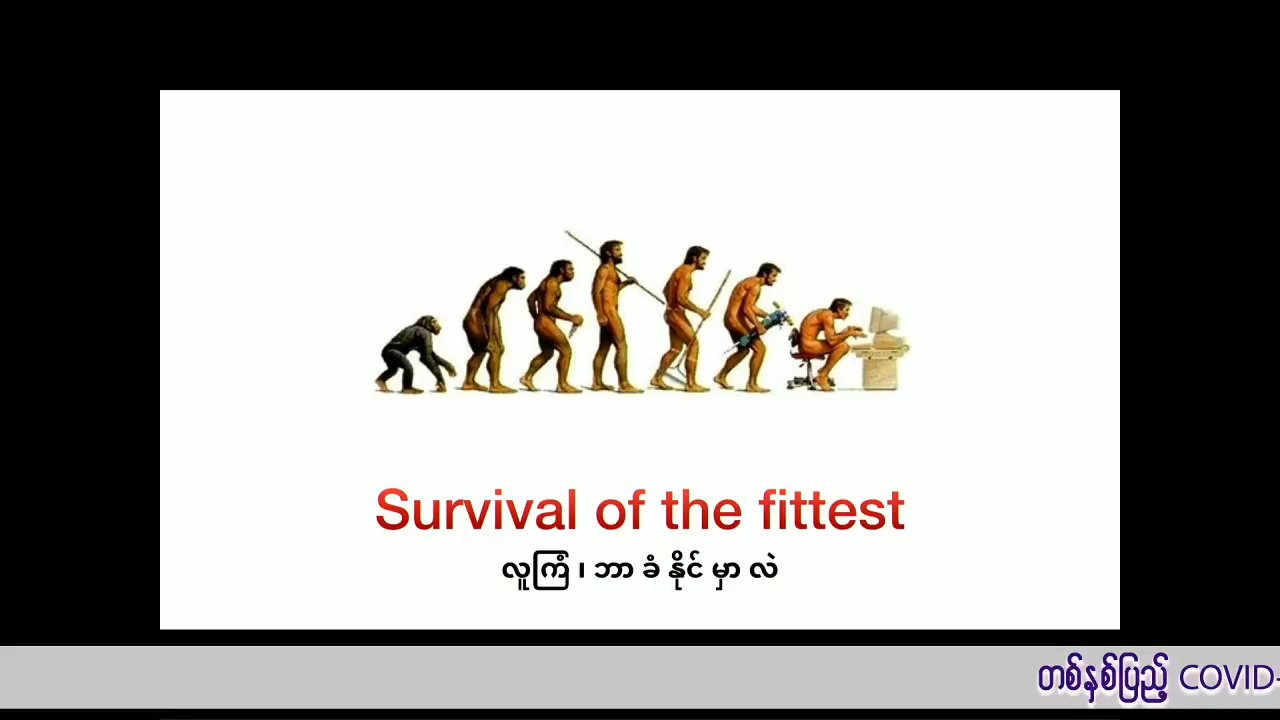 Survival of the fittest
လူကြံ ၊ ဘာ ခံ နိုင် မှာ လဲ
တစ်နှစ်ပြည့် COVID-